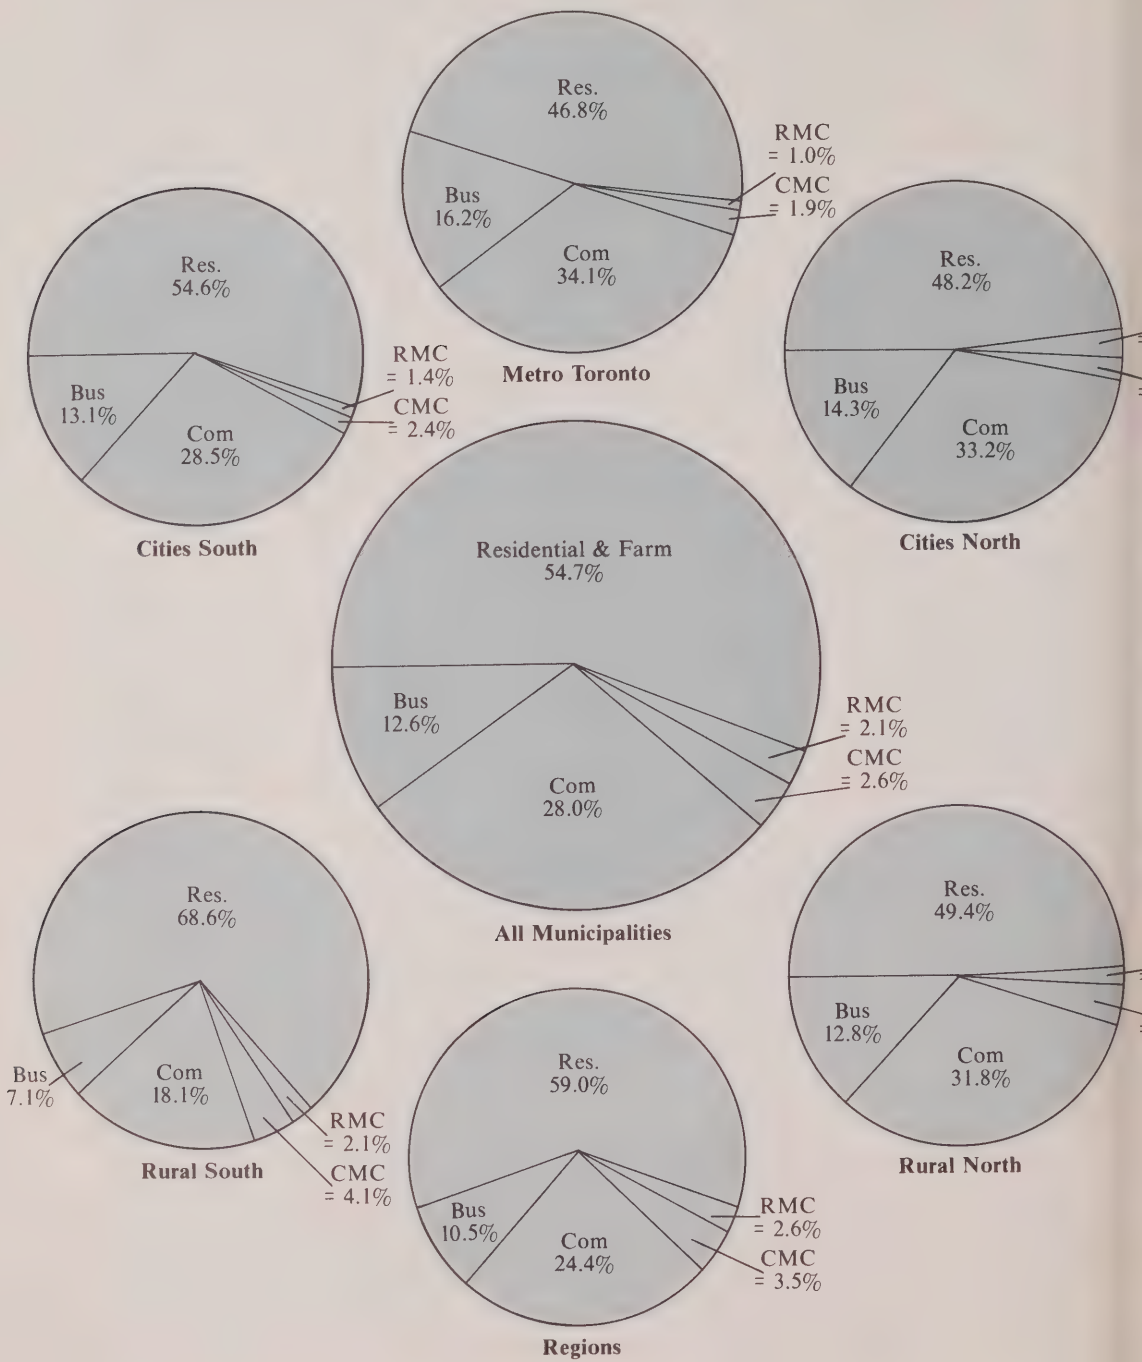 Res.
46.8%
RMC
= 1.0%
CMC
= 1.9%
Bus
16.2%
Com
34.1%
Metro Toronto
Res.
54.6%
RMC
= 1.4%
CMC
= 2.4%
Bus
13.1%
Com
28.5%
Cities South
Res.
48.2%
=
=
Bus
14.3%
Com
33.2%
Cities North
Residential & Farm
54.7%
Bus
12.6%
RMC
= 2.1%
CMC
= 2.6%
Com
28.0%
All Municipalities
Res.
68.6%
Bus
7.1%
Com
18.1%
RMC
= 2.1%
CMC
= 4.1%
Rural South
Res.
59.0%
Bus
10.5%
Com
24.4%
RMC
= 2.6%
CMC
= 3.5%
Regions
Res.
49.4%
=
=
Bus
12.8%
Com
31.8%
Rural North